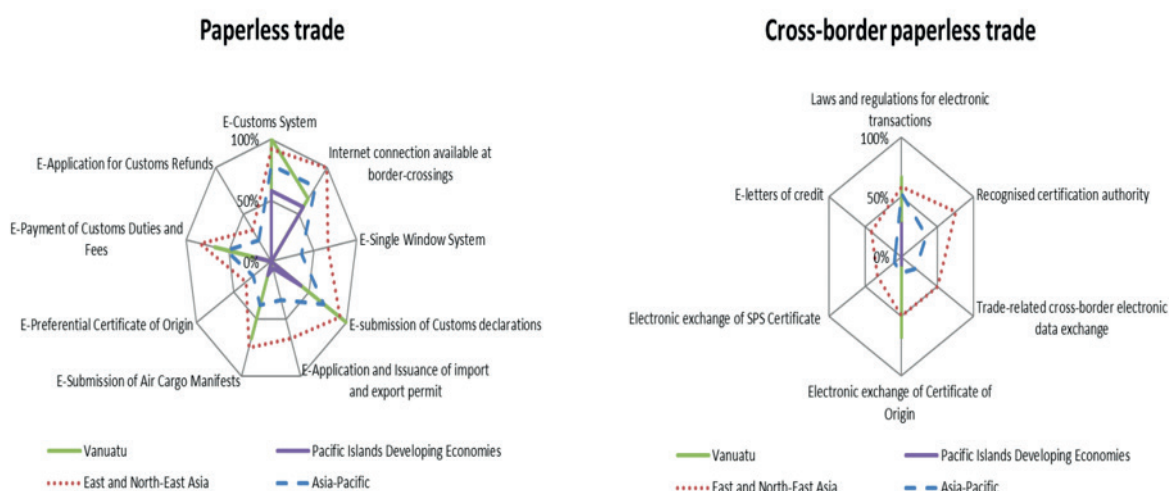 Paperless trade
E-Customs System
100%
E-Application for Customs Refunds
Internet connection available at
border-crossings
50%
E-Payment of Customs Duties and
Fees
E-Single Window System
0%
E-Preferential Certificate of Origin
E-submission of Customs declarations
E-Submission of Air Cargo Manifests
E-Application and Issuance of import
and export permit
Vanuatu
Pacific Islands Developing Economies
East and North-East Asia
Asia-Pacific
Cross-border paperless trade
Laws and regulations for electronic
transactions
100%
E-letters of credit
50%
Recognised certification authority
0%
Electronic exchange of SPS Certificate
Trade-related cross-border electronic
data exchange
Electronic exchange of Certificate of
Origin
Vanuatu
Pacific Islands Developing Economies
East and North-East Asia
Asia-Pacific